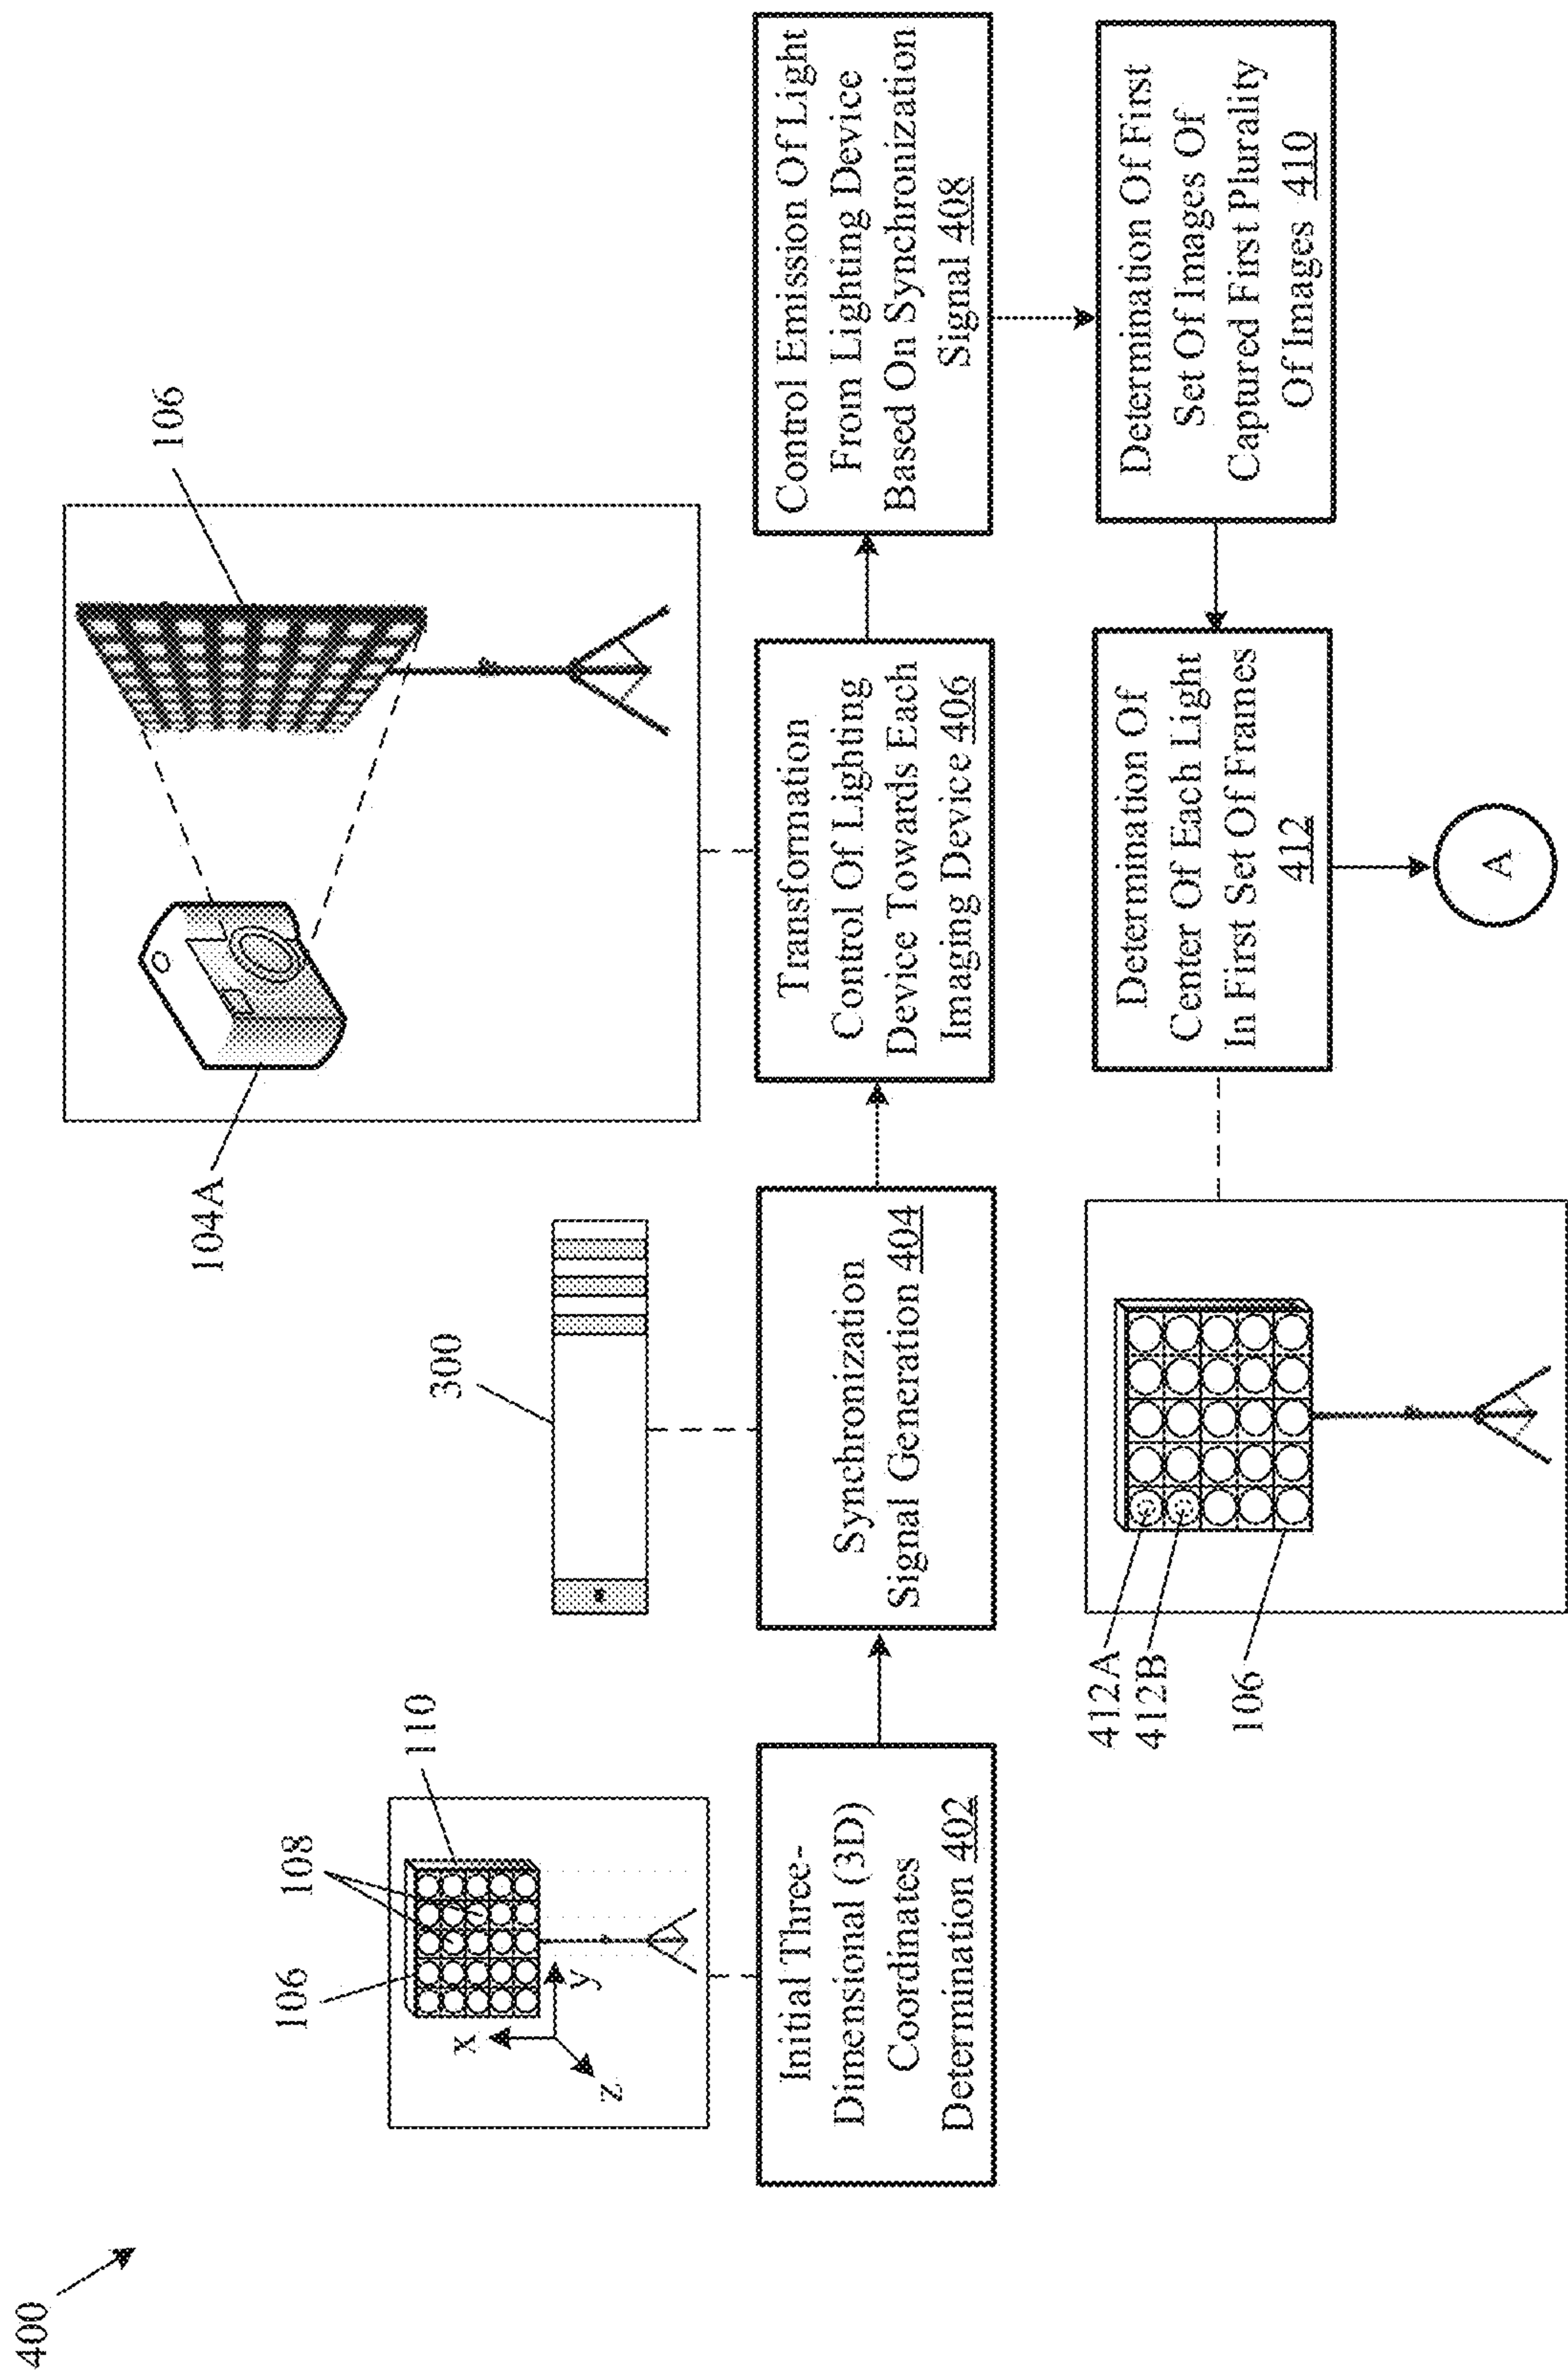 400
106
108
110
x
y
z
Initial Three-
Dimensional (3D)
Coordinates
Determination 402
300
Synchronization
Signal Generation 404
104A
106
Transformation
Control Of Lighting
Device Towards Each
Imaging Device 406
Control Emission Of Light
From Lighting Device
Based On Synchronization
Signal 408
Determination Of First
Set Of Images Of
Captured First Plurality
Of Images 410
Determination Of
Center Of Each Light
In First Set Of Frames
412
412A
412B
106
A